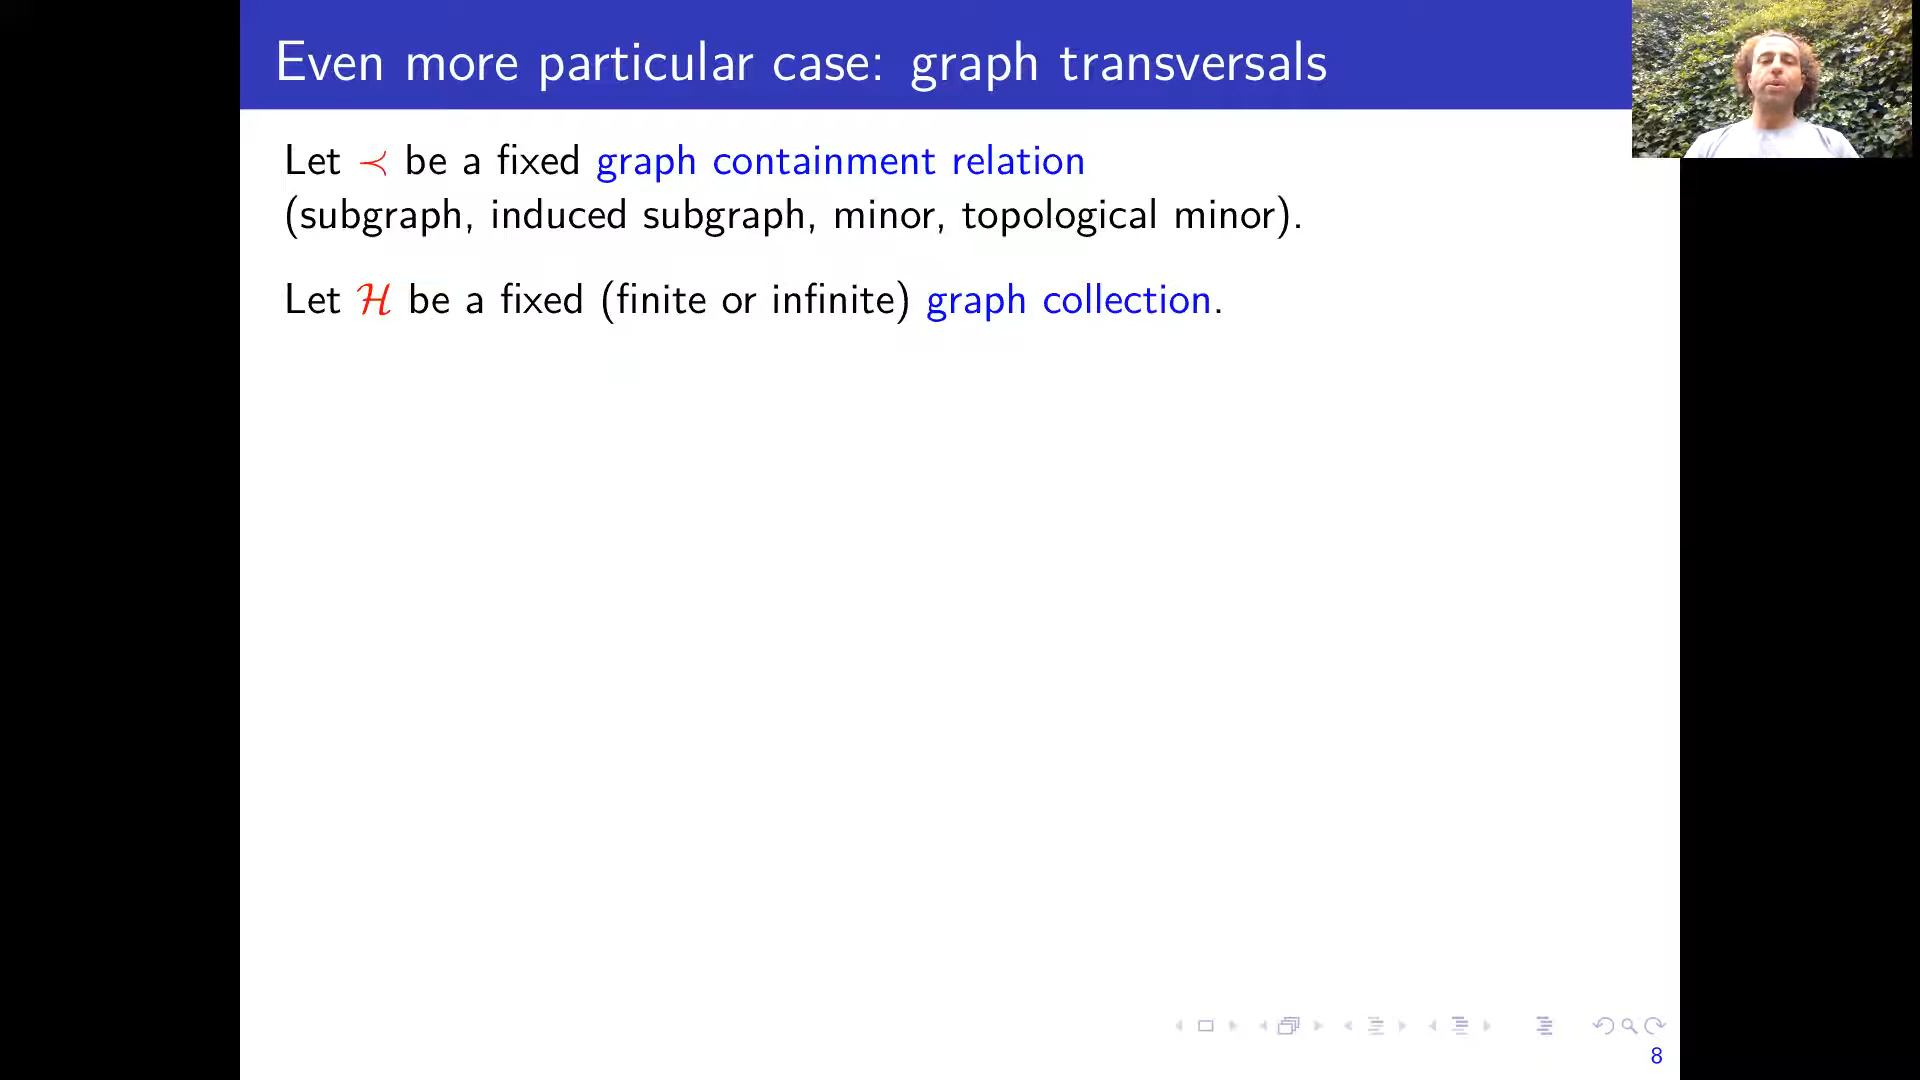 Even more particular case: graph transversals
Let ≺ be a fixed graph containment relation
(subgraph, induced subgraph, minor, topological minor).
Let ℋ be a fixed (finite or infinite) graph collection.
8